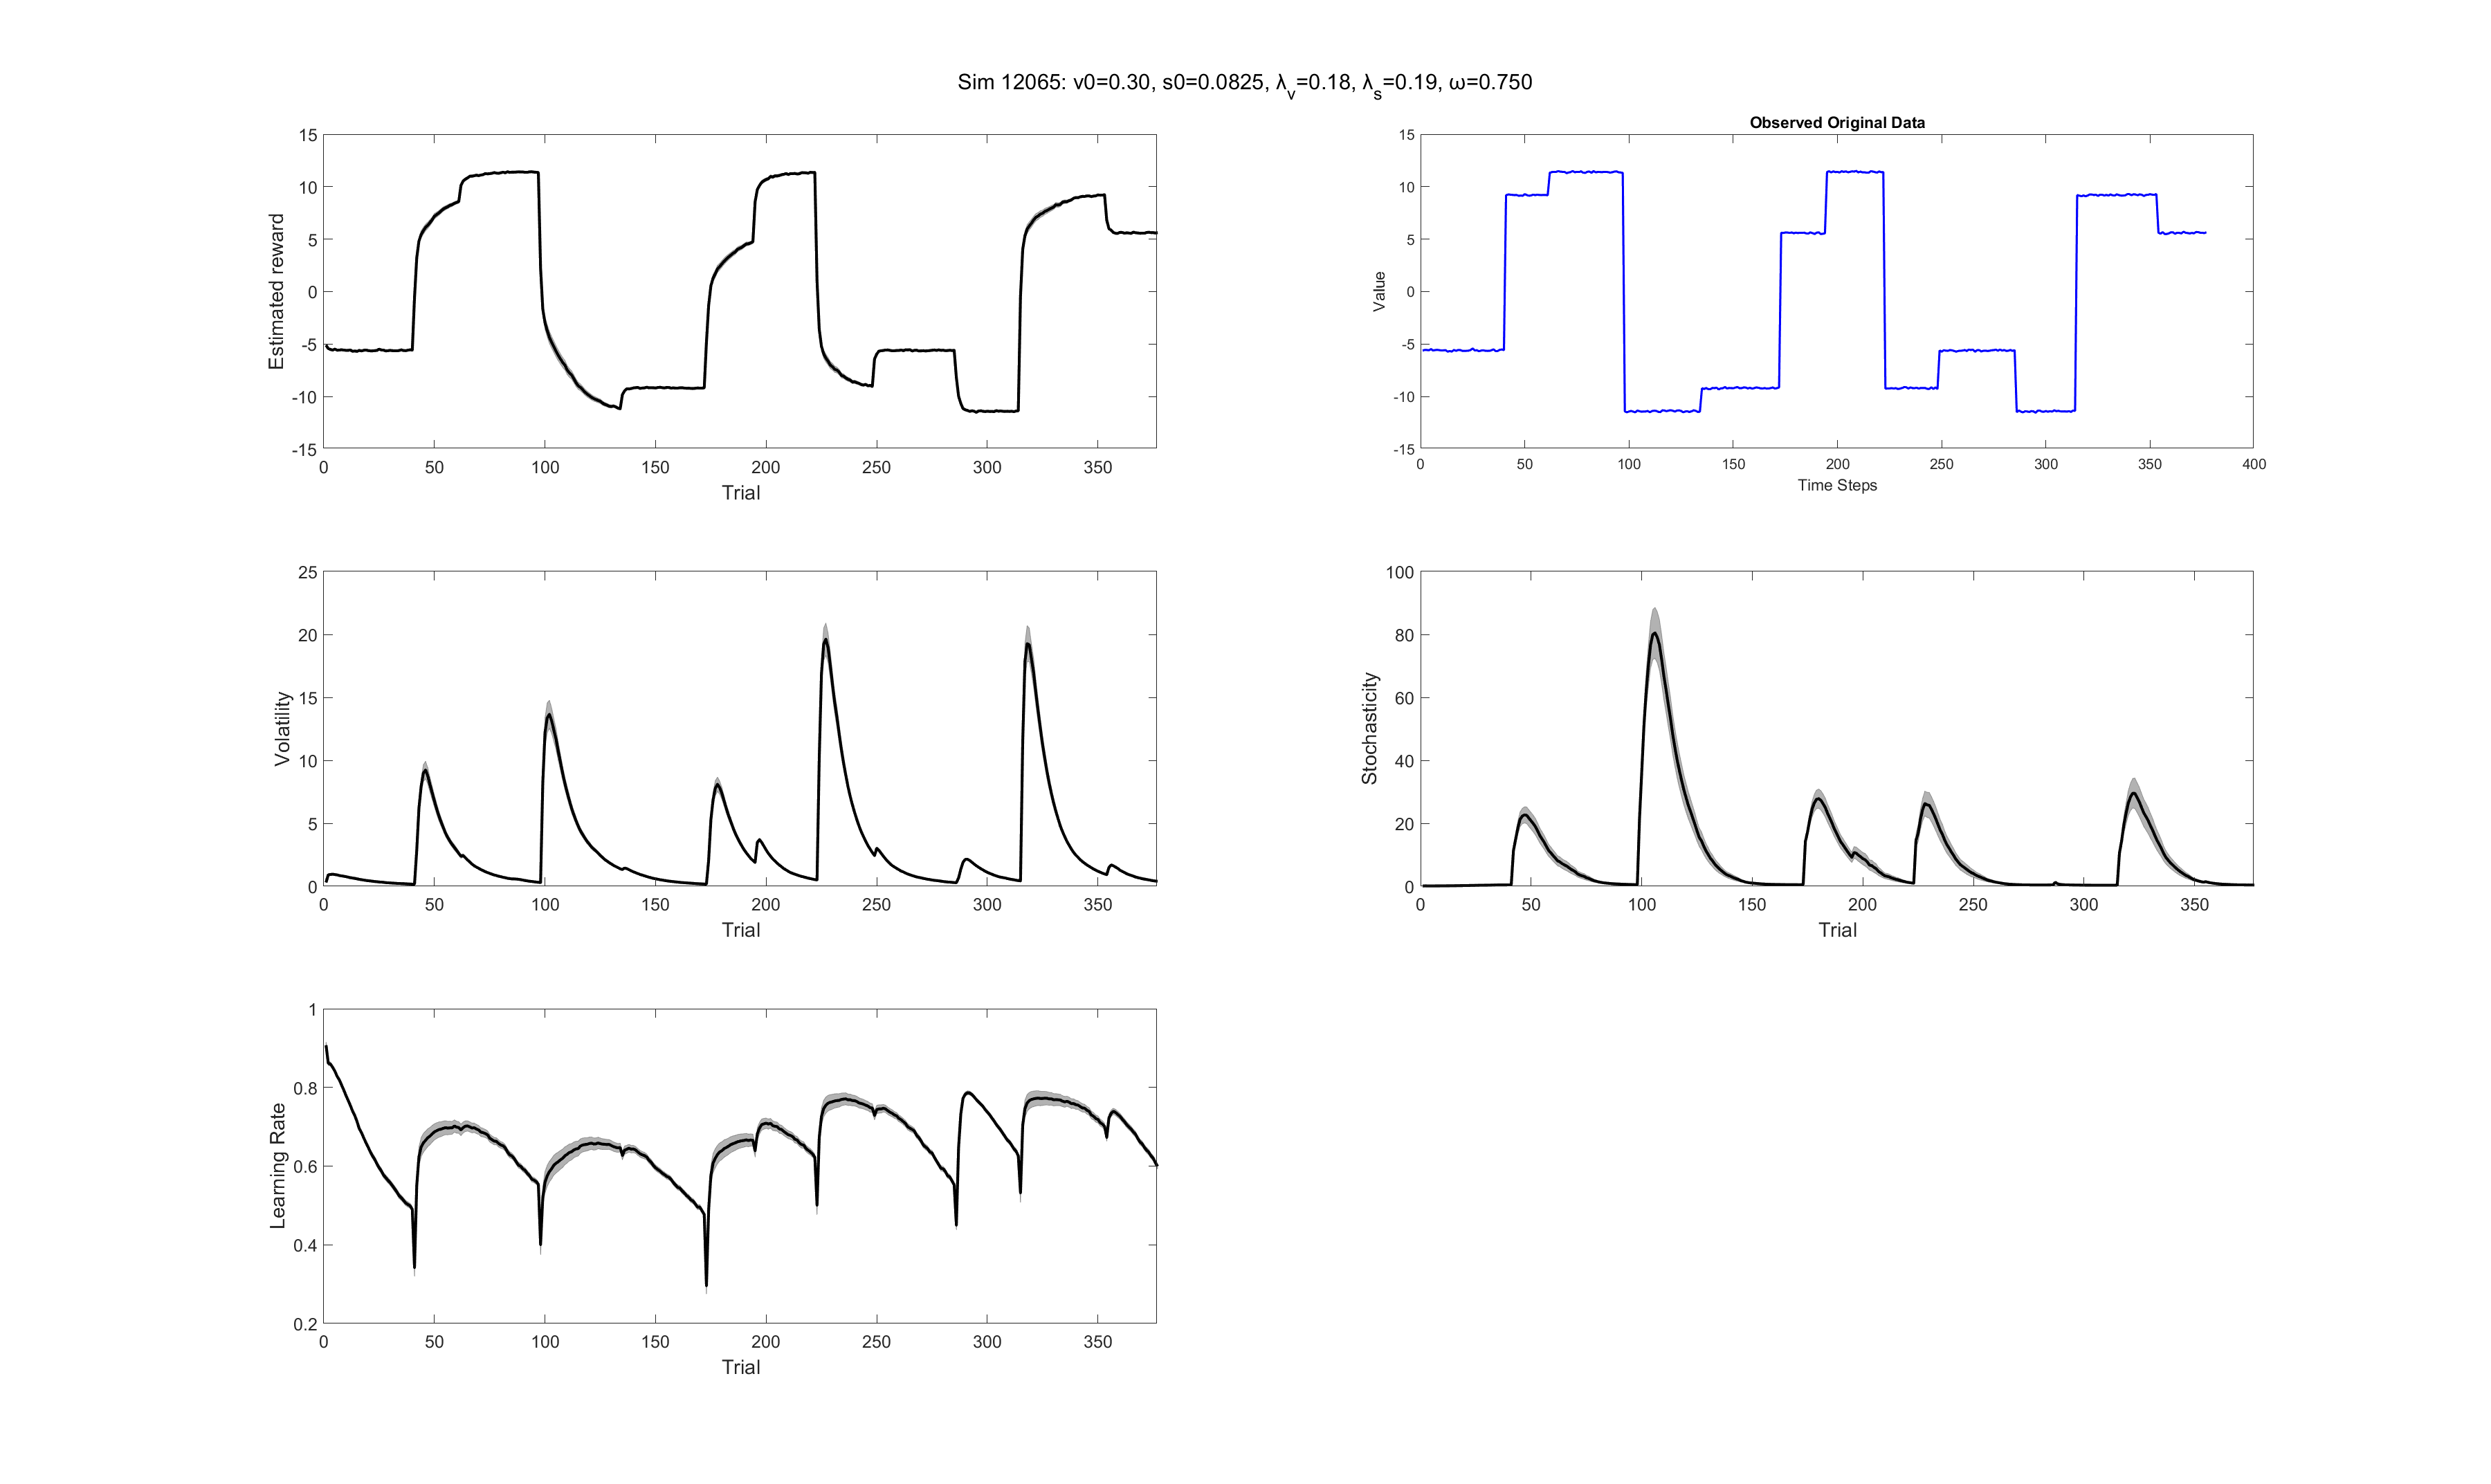 Sim 12065: v0=0.30, s0=0.0825, λv=0.18, λs=0.19, ω=0.750
15
10
5
0
-5
-10
-15
Estimated reward
0 50 100 150 200 250 300 350
Trial
Observed Original Data
15
10
5
0
-5
-10
-15
Value
0 50 100 150 200 250 300 350 400
Time Steps
25
20
15
10
5
0
Volatility
0 50 100 150 200 250 300 350
Trial
100
80
60
40
20
0
Stochasticity
0 50 100 150 200 250 300 350
Trial
1
0.8
0.6
0.4
0.2
Learning Rate
0 50 100 150 200 250 300 350
Trial